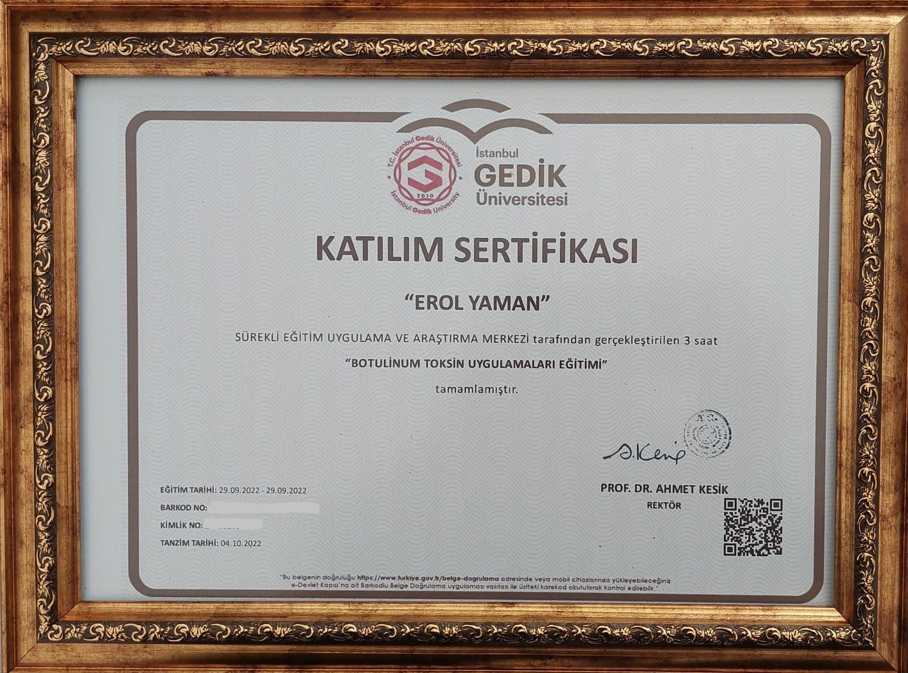 T.C. İstanbul Gedik Üniversitesi
2010
İstanbul Gedik University
İstanbul
GEDİK
Üniversitesi
KATILIM SERTİFİKASI
“EROL YAMAN”
SÜREKLİ EĞİTİM UYGULAMA VE ARAŞTIRMA MERKEZİ tarafından gerçekleştirilen 3 saat
“BOTULİNUM TOKSİN UYGULAMALARI EĞİTİMİ”
tamamlamıştır.
A.Kesik
PROF. DR. AHMET KESİK
REKTÖR
EĞİTİM TARİHİ: 29.09.2022 - 29.09.2022
BARKOD NO:
KİMLİK NO:
TANZİM TARİHİ: 04.10.2022
"Bu belgenin doğruluğu https://www.turkiye.gov.tr/belge-dogrulama adresinde veya mobil cihazlarınıza yükleyebileceğiniz
e-Devlet Kapısı'na ait Barkodlu Belge Doğrulama uygulaması vasıtası ile üstteki karekod okutularak kontrol edilebilir."